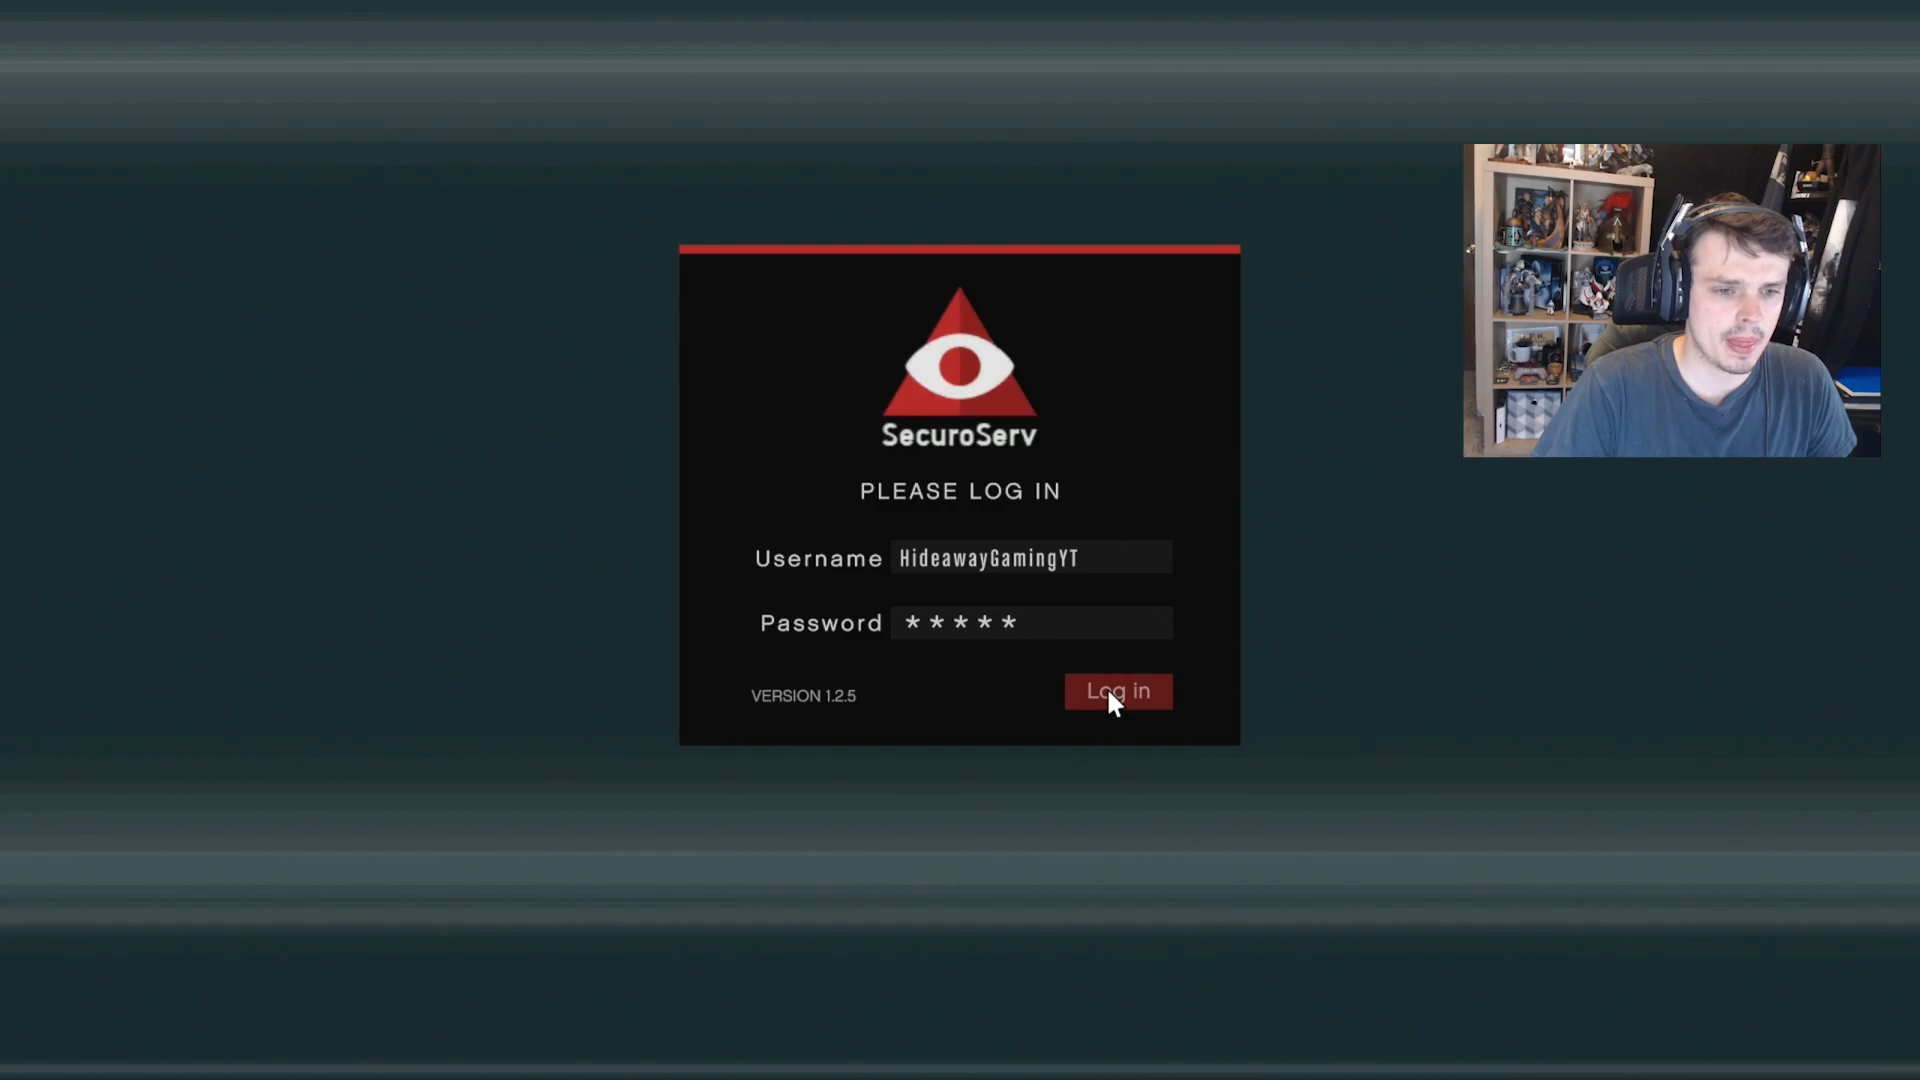 SecuroServ
PLEASE LOG IN
Username HideawayGamingYT
Password *****
VERSION 1.2.5
Log in